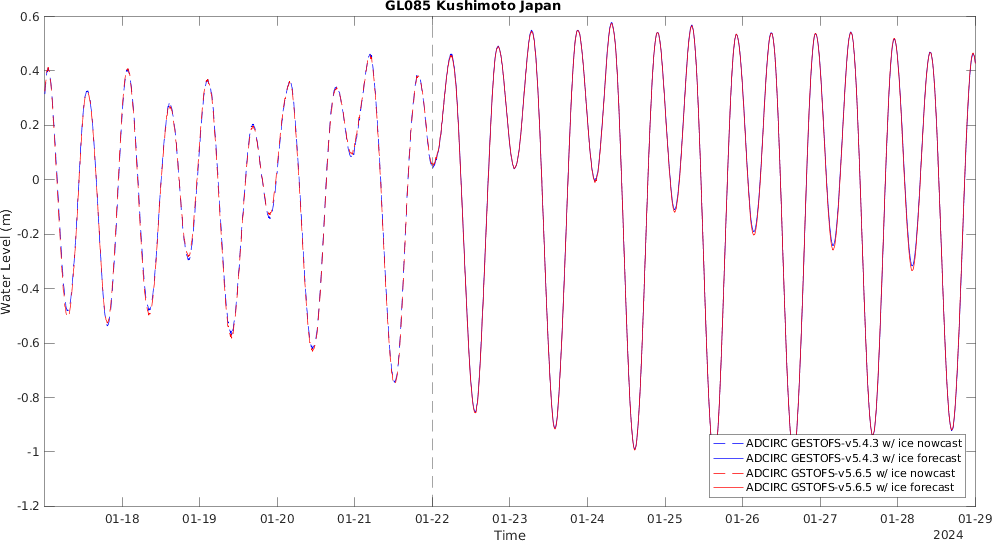 GL085 Kushimoto Japan
0.6
0.4
0.2
0
-0.2
-0.4
-0.6
-0.8
-1
-1.2
Water Level (m)
ADCIRC GESTOFS-v5.4.3 w/ ice nowcast
ADCIRC GESTOFS-v5.4.3 w/ ice forecast
ADCIRC GSTOFS-v5.6.5 w/ ice nowcast
ADCIRC GSTOFS-v5.6.5 w/ ice forecast
01-18 01-19 01-20 01-21 01-22 01-23 01-24 01-25 01-26 01-27 01-28 01-29
Time
2024